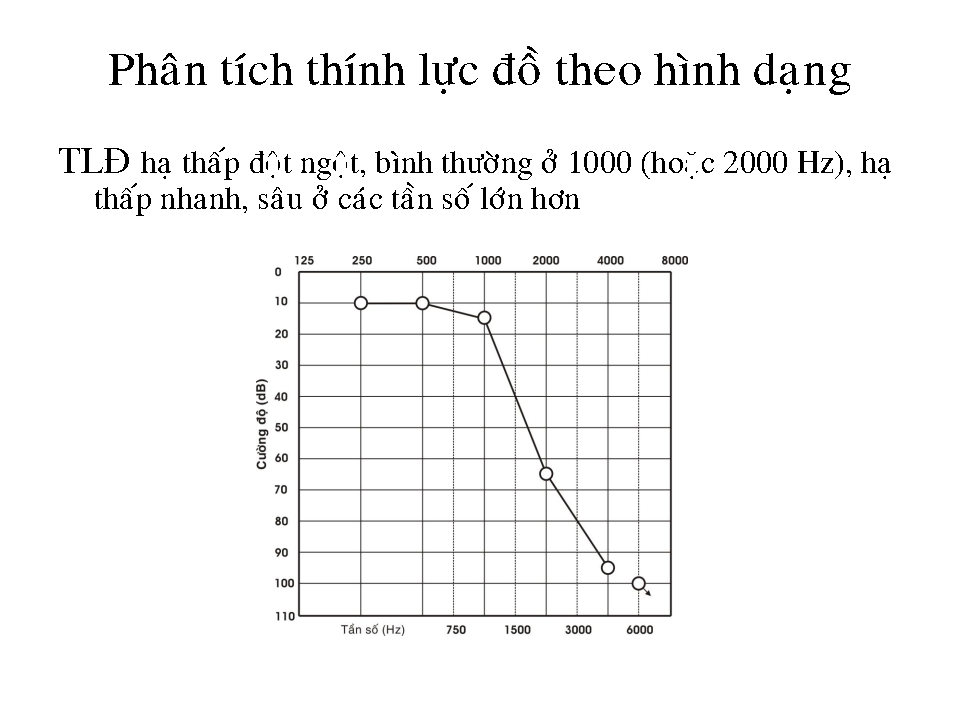 Phân tích thính lực đồ theo hình dạng
TLĐ hạ thấp đột ngột, bình thường ở 1000 (hoặc 2000 Hz), hạ
thấp nhanh, sâu ở các tần số lớn hơn
125 250 500 1000 2000 4000 8000
0
10
20
30
40
50
60
70
80
90
100
110
Cường độ (dB)
Tần số (Hz) 750 1500 3000 6000